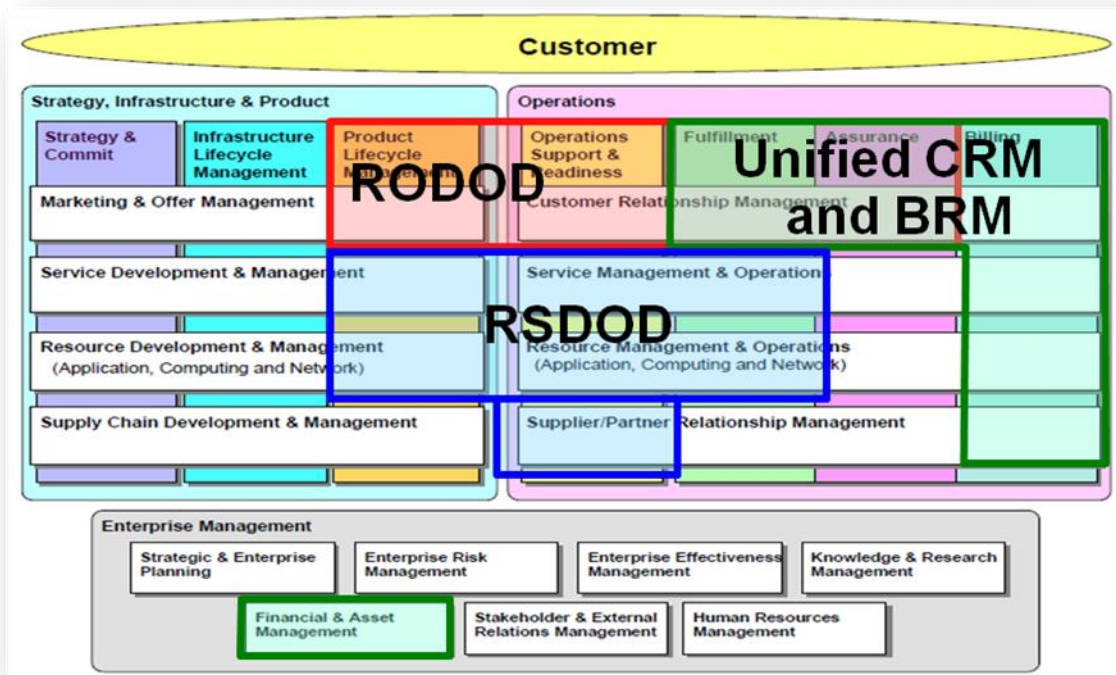 Customer
Strategy, Infrastructure & Product
Operations
Strategy &
Commit
Infrastructure
Lifecycle
Management
Product
Lifecycle
Management
Operations
Support &
Readiness
Fulfillment
Assurance
Billing
RODOD
Unified CRM
and BRM
Marketing & Offer Management
Customer Relationship Management
Service Development & Management
Service Management & Operations
RSDOD
Resource Development & Management
(Application, Computing and Network)
Resource Management & Operations
(Application, Computing and Network)
Supply Chain Development & Management
Supplier/Partner Relationship Management
Enterprise Management
Strategic & Enterprise
Planning
Enterprise Risk
Management
Enterprise Effectiveness
Management
Knowledge & Research
Management
Financial & Asset
Management
Stakeholder & External
Relations Management
Human Resources
Management